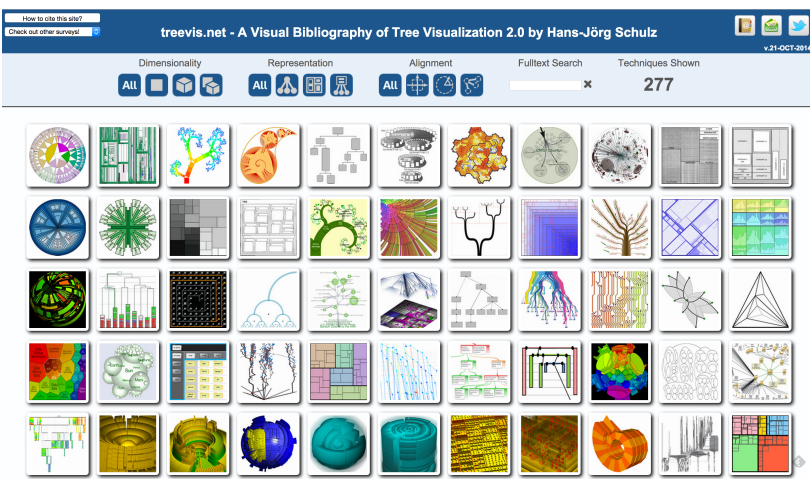 How to cite this site?
Check out other surveys!
treevis.net - A Visual Bibliography of Tree Visualization 2.0 by Hans-Jörg Schulz
v.21-OCT-2014
Dimensionality
Representation
Alignment
Fulltext Search
Techniques Shown
All
All
All
277